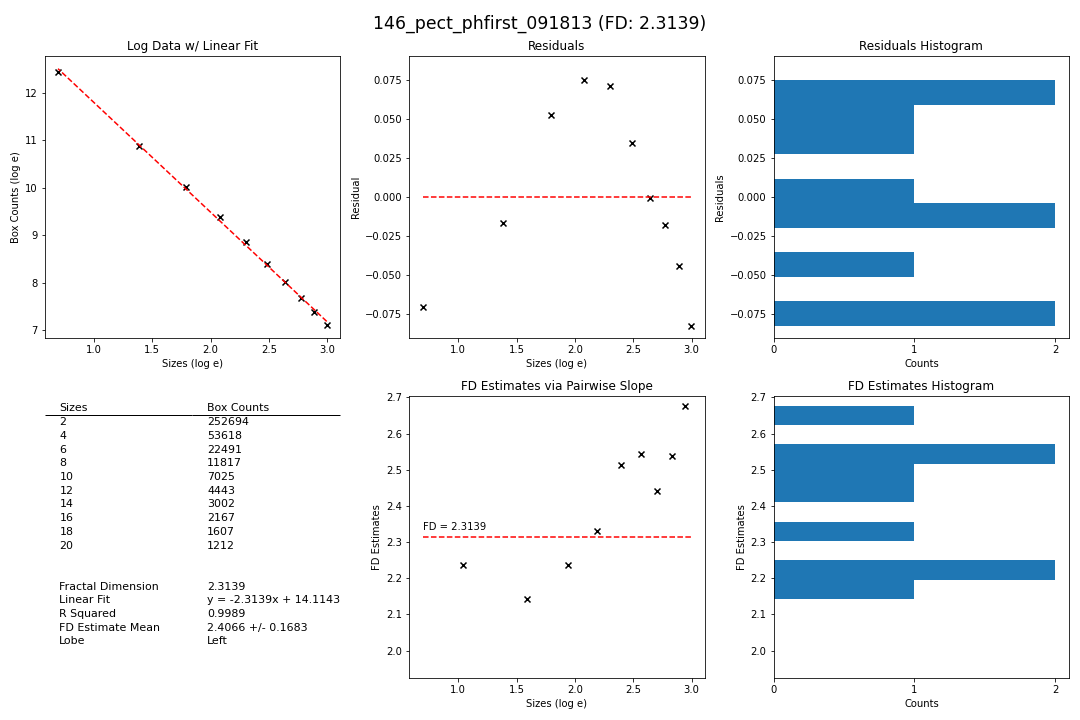 146_pect_phfirst_091813 (FD: 2.3139)
Log Data w/ Linear Fit
Box Counts (log e)
12
11
10
9
8
7
1.0 1.5 2.0 2.5 3.0
Sizes (log e)
Residuals
Residual
0.075
0.050
0.025
0.000
−0.025
−0.050
−0.075
1.0 1.5 2.0 2.5 3.0
Sizes (log e)
Residuals Histogram
Residuals
0.075
0.050
0.025
0.000
−0.025
−0.050
−0.075
0 1 2
Counts
Sizes Box Counts
2 252694
4 53618
6 22491
8 11817
10 7025
12 4443
14 3002
16 2167
18 1607
20 1212
Fractal Dimension 2.3139
Linear Fit y = -2.3139x + 14.1143
R Squared 0.9989
FD Estimate Mean 2.4066 +/- 0.1683
Lobe Left
FD Estimates via Pairwise Slope
FD Estimates
2.7
2.6
2.5
2.4
2.3
2.2
2.1
2.0
FD = 2.3139
1.0 1.5 2.0 2.5 3.0
Sizes (log e)
FD Estimates Histogram
FD Estimates
2.7
2.6
2.5
2.4
2.3
2.2
2.1
2.0
0 1 2
Counts